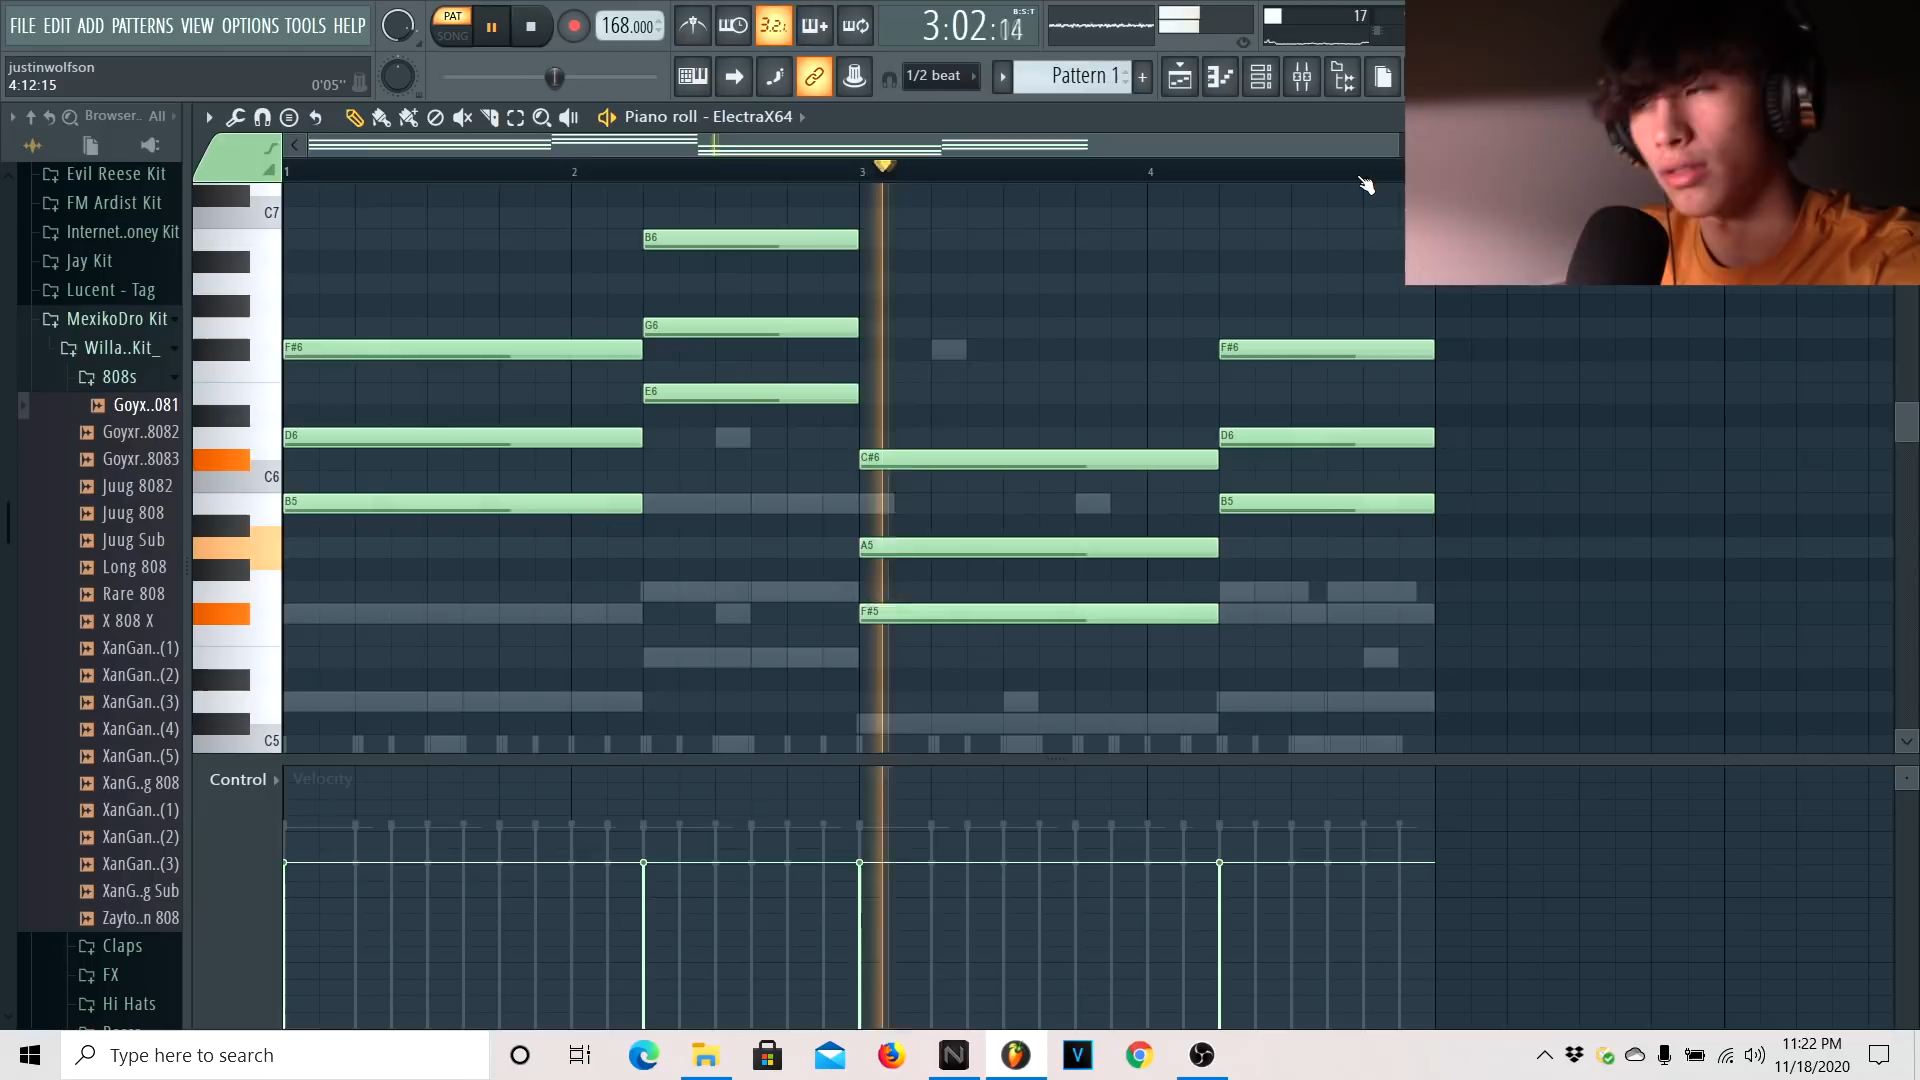 FILE EDIT ADD PATTERNS VIEW OPTIONS TOOLS HELP
PAT
SONG
168.000
3.2.1
3:02:14
B:S:T
17
justinwolfson
4:12:15
0'05"
1/2 beat
Pattern 1
Browser.. All
Piano roll - ElectraX64
1
2
3
4
Evil Reese Kit
FM Ardist Kit
Internet..oney Kit
Jay Kit
Lucent - Tag
MexikoDro Kit
Willa..Kit_
808s
Goyx..081
Goyxr..8082
Goyxr..8083
Juug 8082
Juug 808
Juug Sub
Long 808
Rare 808
X 808 X
XanGan..(1)
XanGan..(2)
XanGan..(3)
XanGan..(4)
XanGan..(5)
XanG..g 808
XanGan..(1)
XanGan..(2)
XanGan..(3)
XanG..g Sub
Zayto..n 808
Claps
FX
Hi Hats
C7
C6
C5
B6
G6
F#6
E6
D6
B5
C#6
A5
F#5
F#6
D6
B5
Control
Velocity
Type here to search
N
V
11:22 PM
11/18/2020